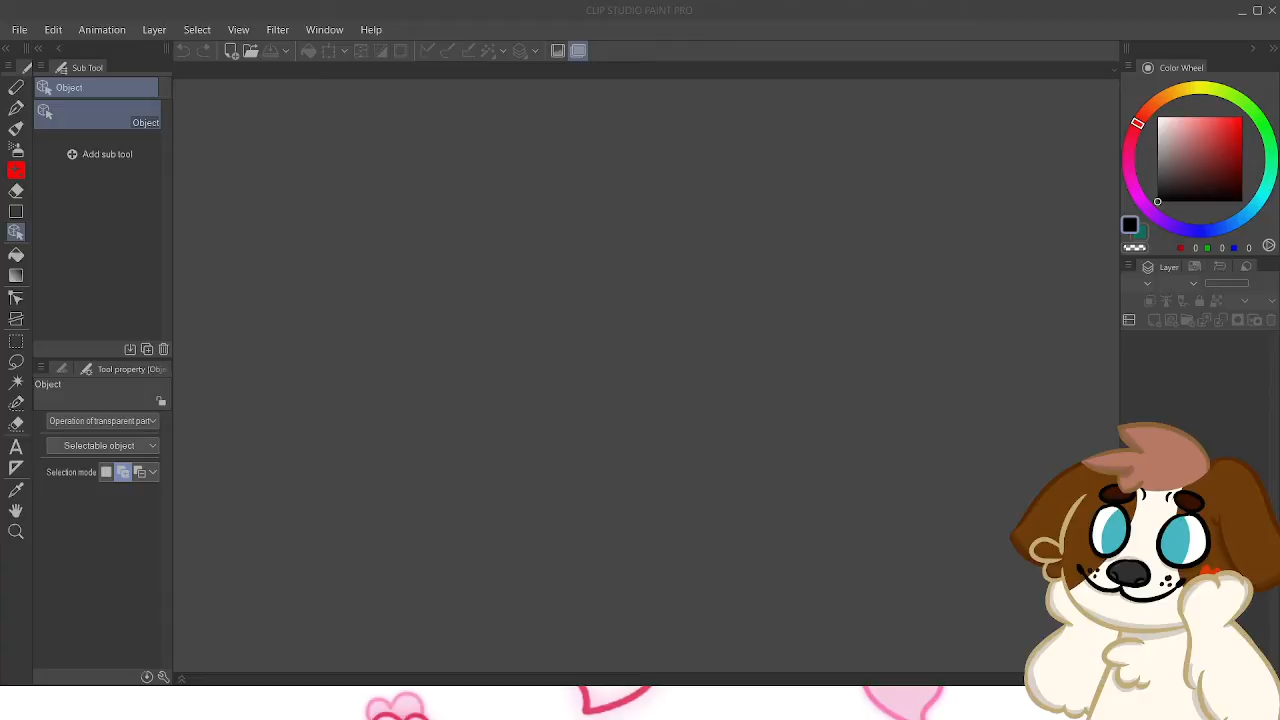 CLIP STUDIO PAINT PRO
File Edit Animation Layer Select View Filter Window Help
Sub Tool
Color Wheel
Object
Object
Add sub tool
0 0 0
Layer
Tool property (Obje
Object
Operation of transparent part
Selectable object
Selection mode